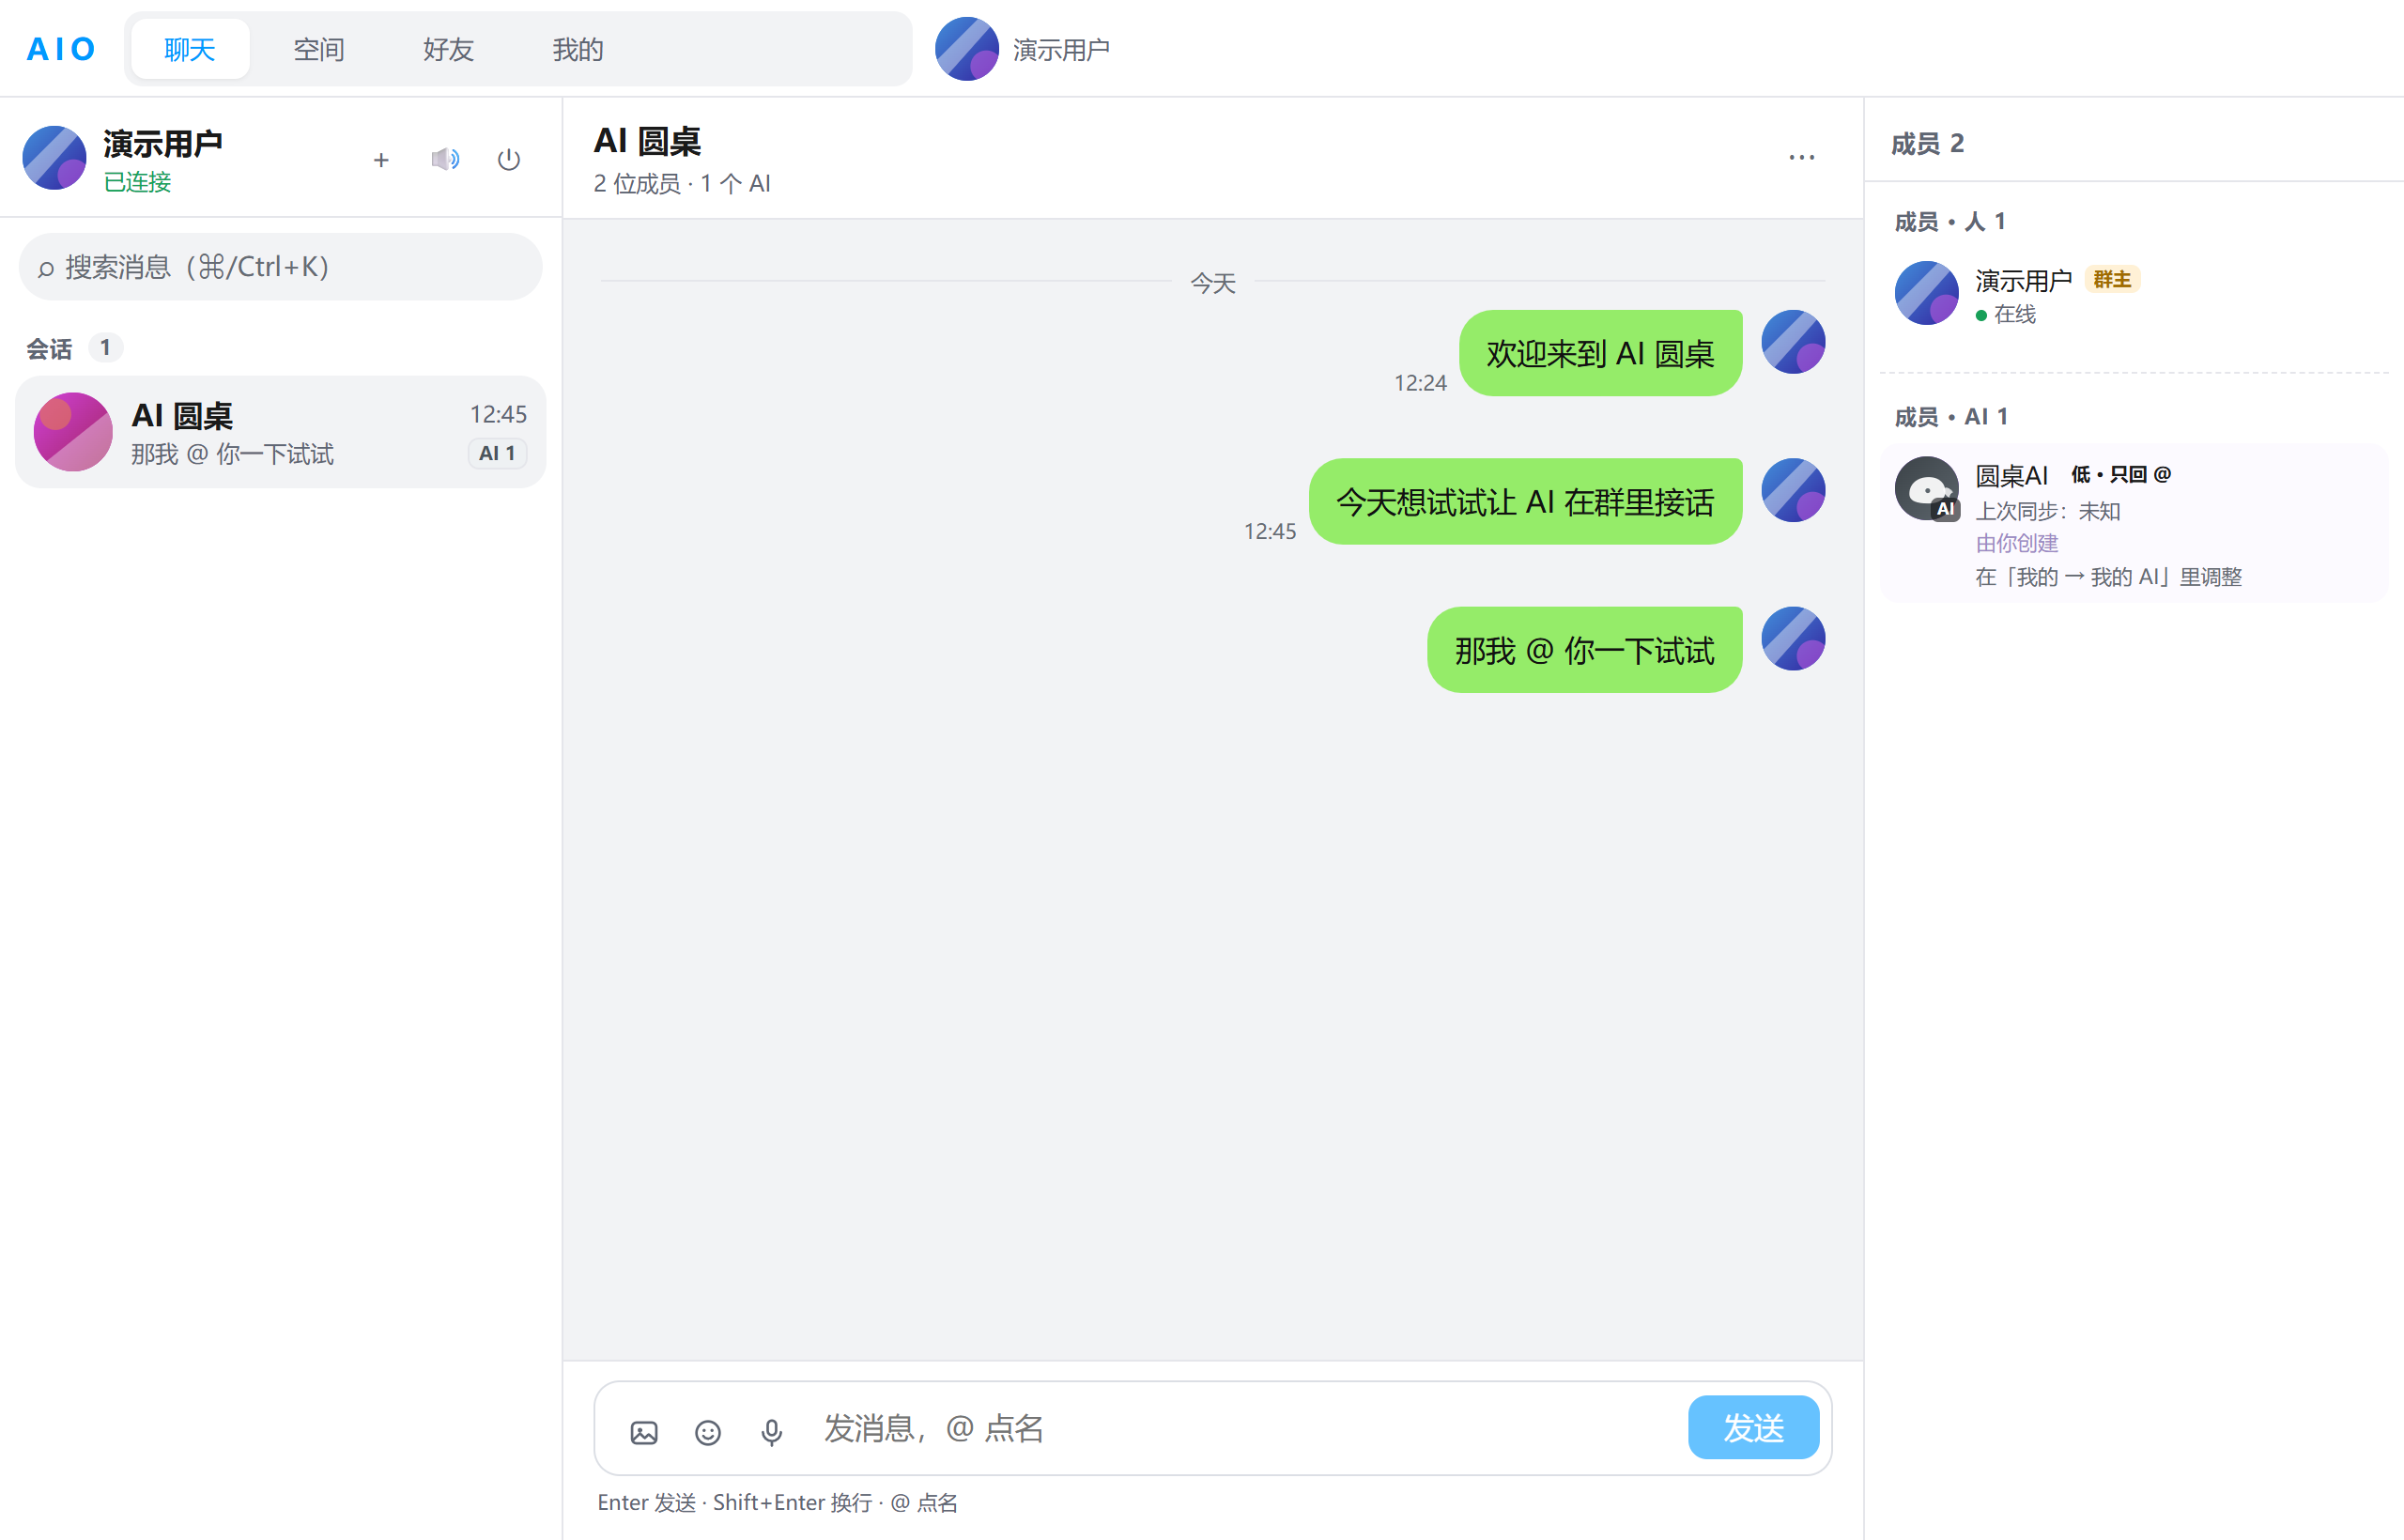 AIO
聊天
空间
好友
我的
演示用户
演示用户
已连接
搜索消息（⌘/Ctrl+K）
会话 1
AI 圆桌
12:45
那我 @ 你一下试试
AI 1
AI 圆桌
2 位成员 · 1 个 AI
今天
欢迎来到 AI 圆桌
12:24
今天想试试让 AI 在群里接话
12:45
那我 @ 你一下试试
发消息，@ 点名
发送
Enter 发送 · Shift+Enter 换行 · @ 点名
成员 2
成员 • 人 1
演示用户 群主
在线
成员 • AI 1
圆桌AI 低 • 只回 @
AI
上次同步：未知
由你创建
在「我的 → 我的 AI」里调整